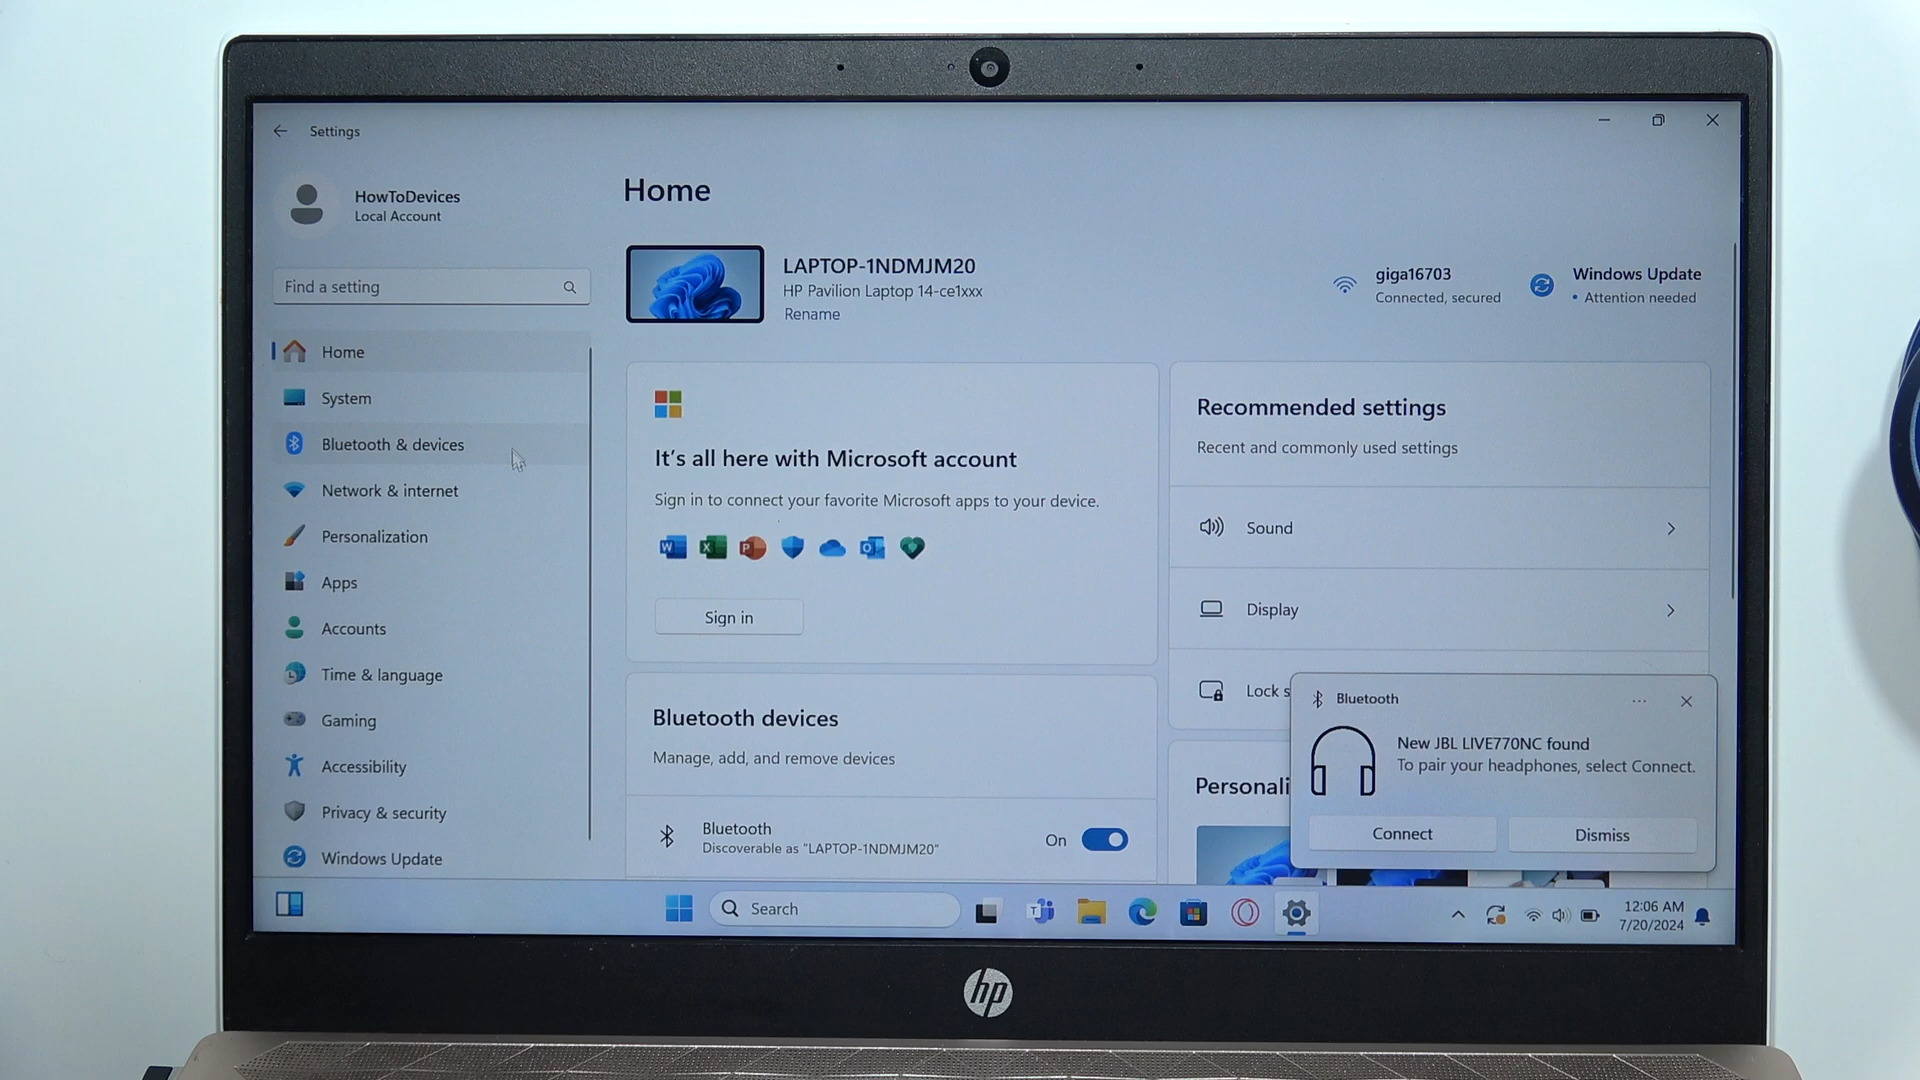 Settings
HowToDevices
Local Account
Find a setting
Home
System
Bluetooth & devices
Network & internet
Personalization
Apps
Accounts
Time & language
Gaming
Accessibility
Privacy & security
Windows Update
Home
LAPTOP-1NDMJM20
HP Pavilion Laptop 14-ce1xxx
Rename
giga16703
Connected, secured
Windows Update
• Attention needed
It's all here with Microsoft account
Sign in to connect your favorite Microsoft apps to your device.
Sign in
Bluetooth devices
Manage, add, and remove devices
Bluetooth
Discoverable as "LAPTOP-1NDMJM20"
On
Recommended settings
Recent and commonly used settings
Sound
Display
Lock s
Personali
Bluetooth
New JBL LIVE770NC found
To pair your headphones, select Connect.
Connect
Dismiss
Search
12:06 AM
7/20/2024
hp